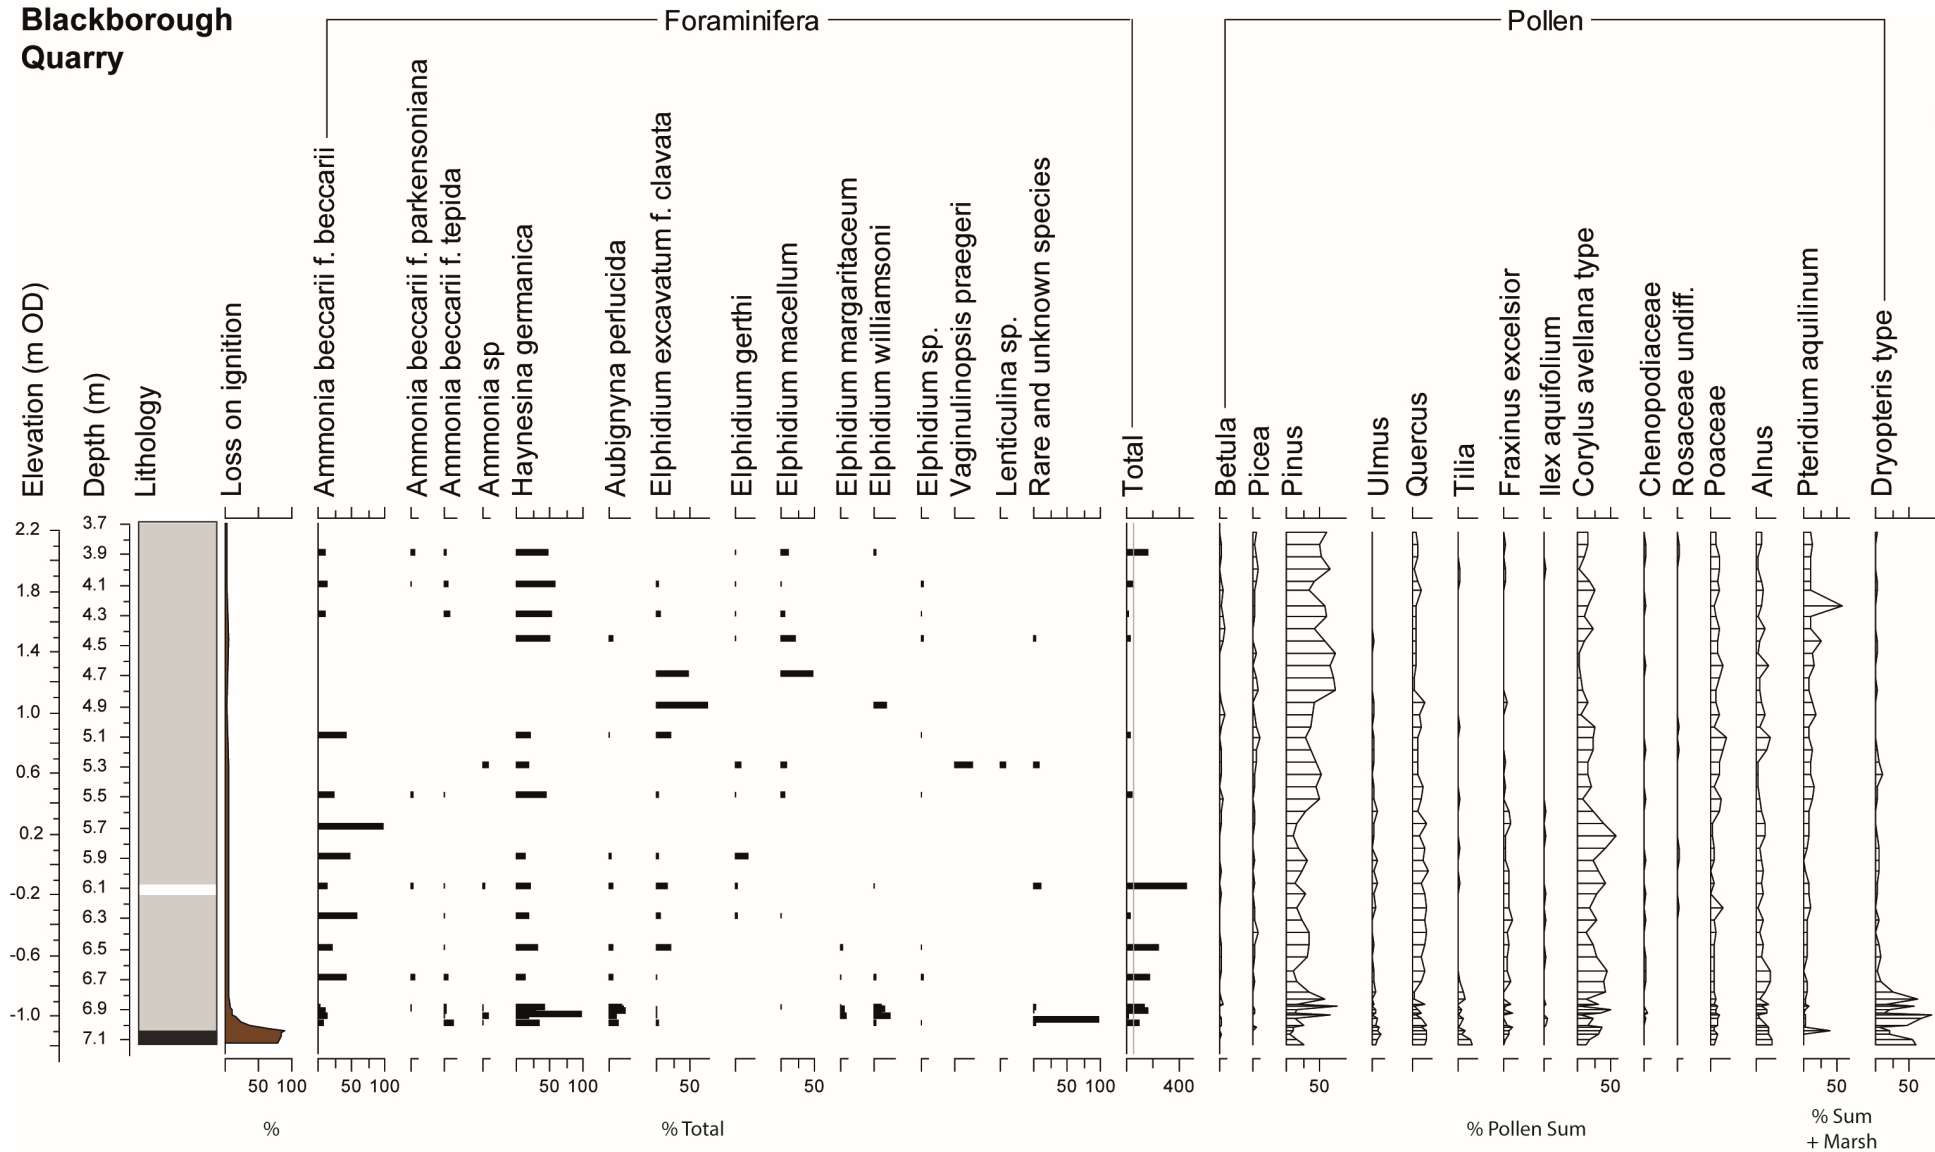 Blackborough
Quarry
Foraminifera
Pollen
Elevation (m OD)
Depth (m)
Lithology
Loss on ignition
Ammonia beccarii f. beccarii
Ammonia beccarii f. parkensoniana
Ammonia beccarii f. tepida
Ammonia sp
Haynesina germanica
Aubignyna perlucida
Elphidium excavatum f. clavata
Elphidium gerthi
Elphidium macellum
Elphidium margaritaceum
Elphidium williamsoni
Elphidium sp.
Vaginulinopsis praegeri
Lenticulina sp.
Rare and unknown species
Total
Betula
Picea
Pinus
Ulmus
Quercus
Tilia
Fraxinus excelsior
Ilex aquifolium
Corylus avellana type
Chenopodiaceae
Rosaceae undiff.
Poaceae
Alnus
Pteridium aquilinum
Dryopteris type
2.2
1.8
1.4
1.0
0.6
0.2
-0.2
-0.6
-1.0
3.7
3.9
4.1
4.3
4.5
4.7
4.9
5.1
5.3
5.5
5.7
5.9
6.1
6.3
6.5
6.7
6.9
7.1
50 100 50 100 50 100 50 50 50 100 400 50 50 50 50
% % Total % Pollen Sum % Sum
+ Marsh